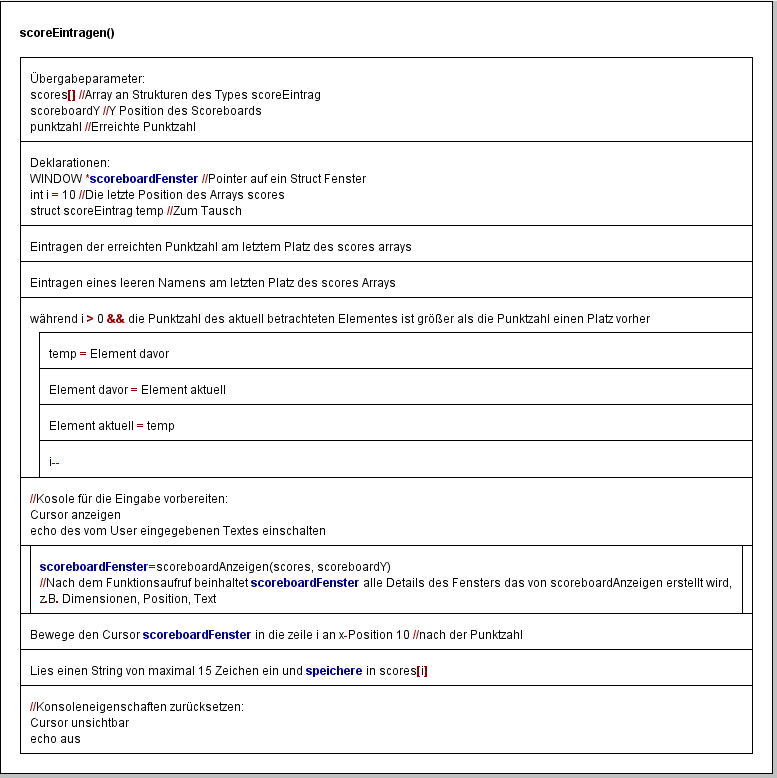 scoreEintragen()
Übergabeparameter:
scores[] //Array an Strukturen des Types scoreEintrag
scoreboardY //Y Position des Scoreboards
punktzahl //Erreichte Punktzahl
Deklarationen:
WINDOW *scoreboardFenster //Pointer auf ein Struct Fenster
int i = 10 //Die letzte Position des Arrays scores
struct scoreEintrag temp //Zum Tausch
Eintragen der erreichten Punktzahl am letztem Platz des scores arrays
Eintragen eines leeren Namens am letzten Platz des scores Arrays
während i > 0 && die Punktzahl des aktuell betrachteten Elementes ist größer als die Punktzahl einen Platz vorher
temp = Element davor
Element davor = Element aktuell
Element aktuell = temp
i--
//Kosole für die Eingabe vorbereiten:
Cursor anzeigen
echo des vom User eingegebenen Textes einschalten
scoreboardFenster=scoreboardAnzeigen(scores, scoreboardY)
//Nach dem Funktionsaufruf beinhaltet scoreboardFenster alle Details des Fensters das von scoreboardAnzeigen erstellt wird,
z.B. Dimensionen, Position, Text
Bewege den Cursor scoreboardFenster in die zeile i an x-Position 10 //nach der Punktzahl
Lies einen String von maximal 15 Zeichen ein und speichere in scores[i]
//Konsoleneigenschaften zurücksetzen:
Cursor unsichtbar
echo aus